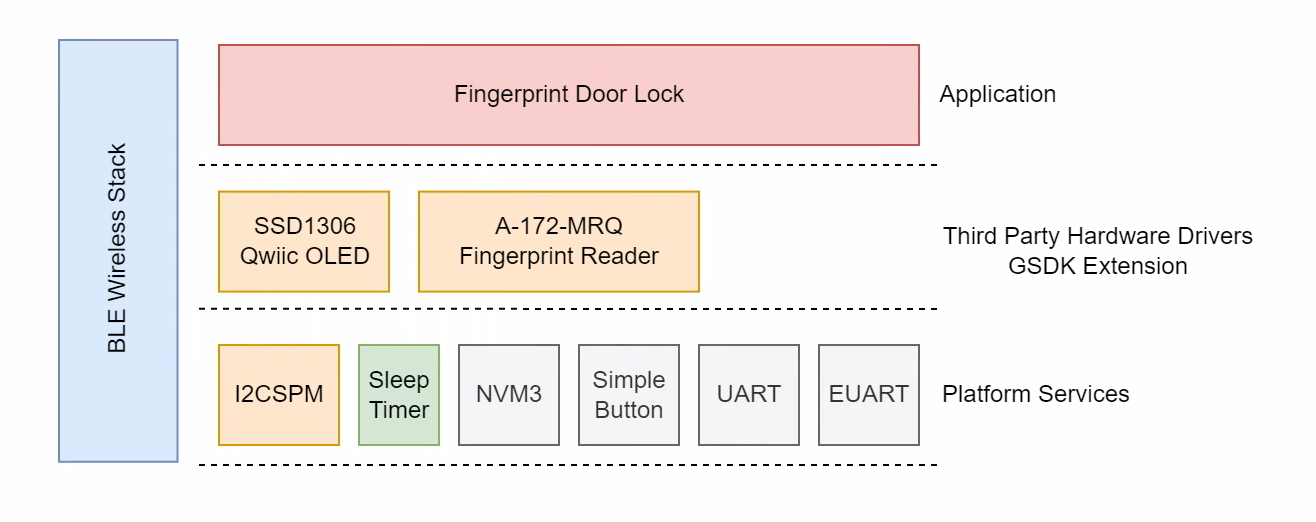 BLE Wireless Stack
Fingerprint Door Lock
Application
SSD1306
Qwiic OLED
A-172-MRQ
Fingerprint Reader
Third Party Hardware Drivers
GSDK Extension
I2CSPM
Sleep
Timer
NVM3
Simple
Button
UART
EUART
Platform Services